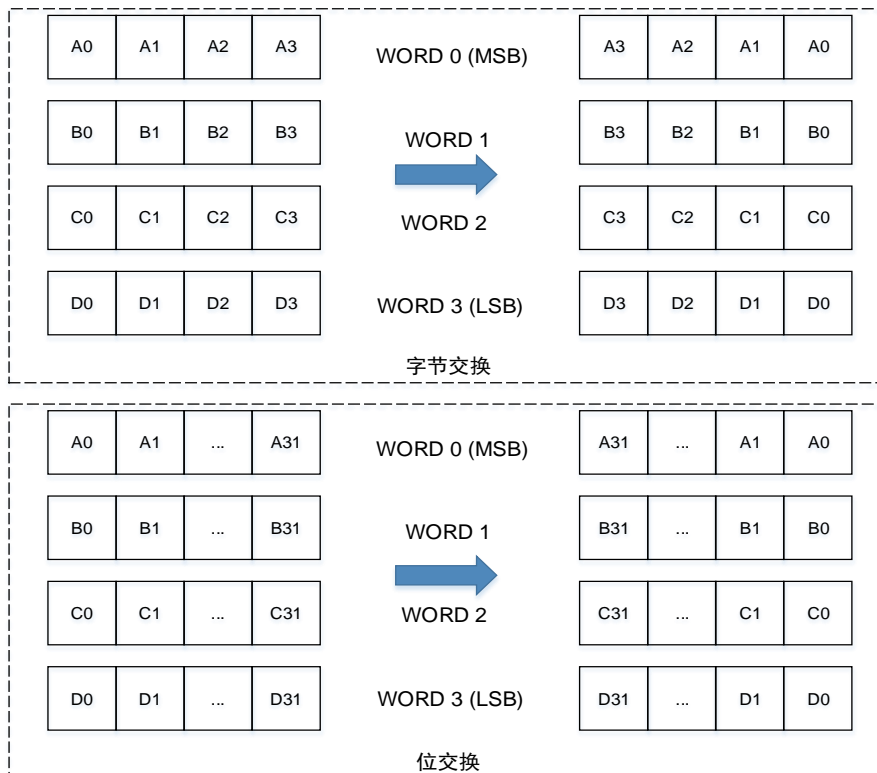 A0 A1 A2 A3 WORD 0 (MSB) A3 A2 A1 A0
B0 B1 B2 B3 WORD 1 B3 B2 B1 B0
C0 C1 C2 C3 WORD 2 C3 C2 C1 C0
D0 D1 D2 D3 WORD 3 (LSB) D3 D2 D1 D0
字节交换
A0 A1 ... A31 WORD 0 (MSB) A31 ... A1 A0
B0 B1 ... B31 WORD 1 B31 ... B1 B0
C0 C1 ... C31 WORD 2 C31 ... C1 C0
D0 D1 ... D31 WORD 3 (LSB) D31 ... D1 D0
位交换